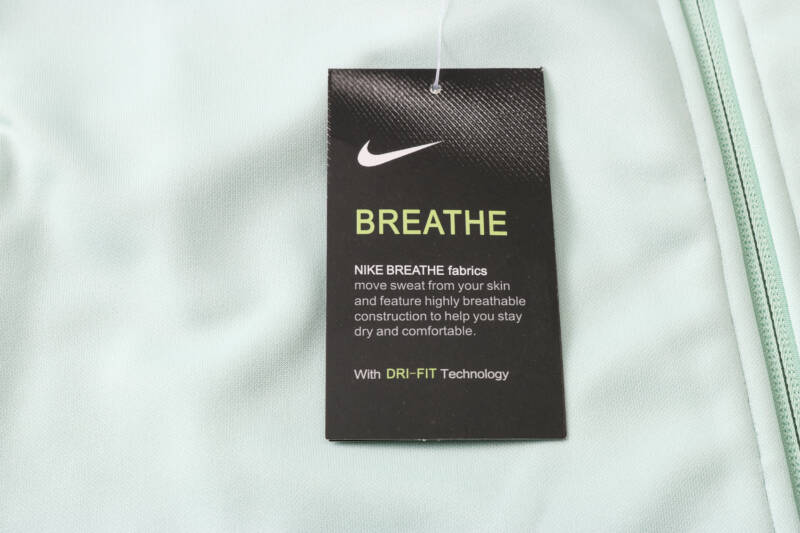 BREATHE
NIKE BREATHE fabrics
move sweat from your skin
and feature highly breathable
construction to help you stay
dry and comfortable.
With DRI-FIT Technology